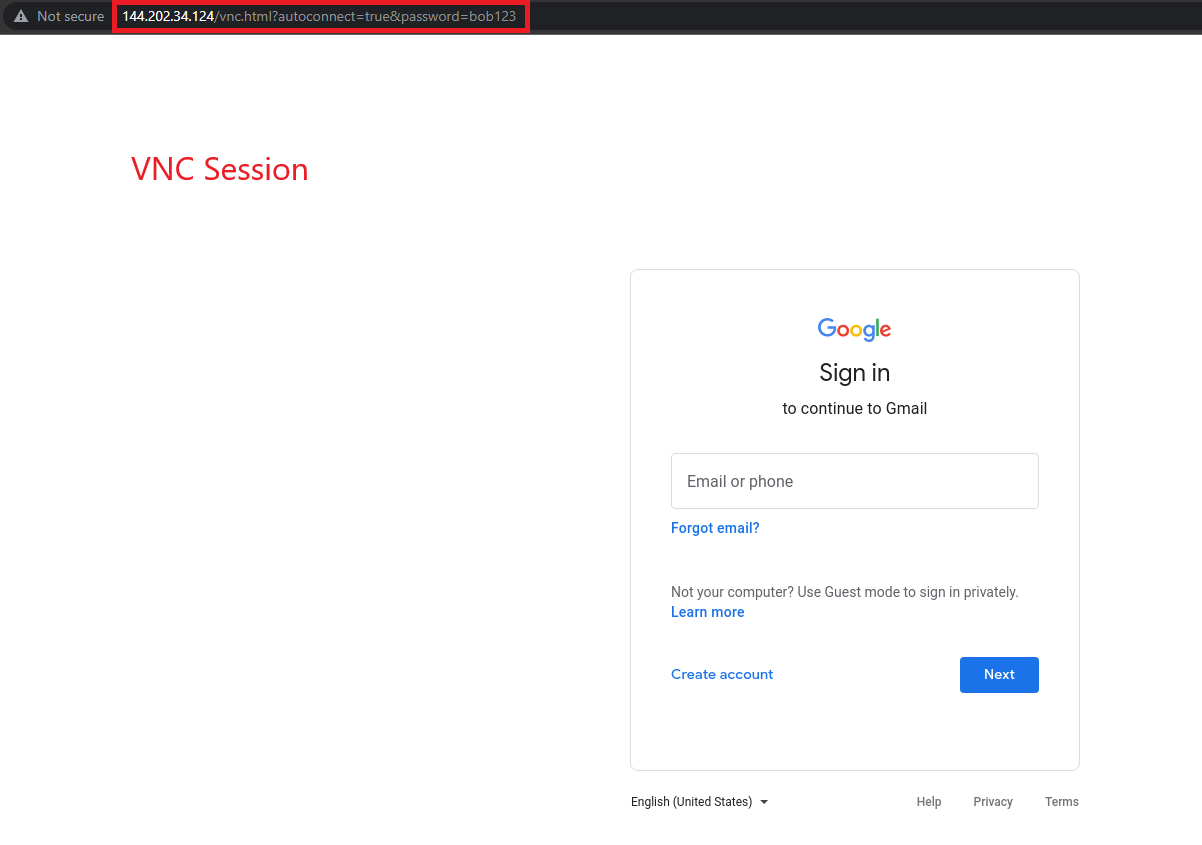 Not secure 144.202.34.124/vnc.html?autoconnect=true&password=bob123
VNC Session
Google
Sign in
to continue to Gmail
Email or phone
Forgot email?
Not your computer? Use Guest mode to sign in privately.
Learn more
Create account Next
English (United States) Help Privacy Terms